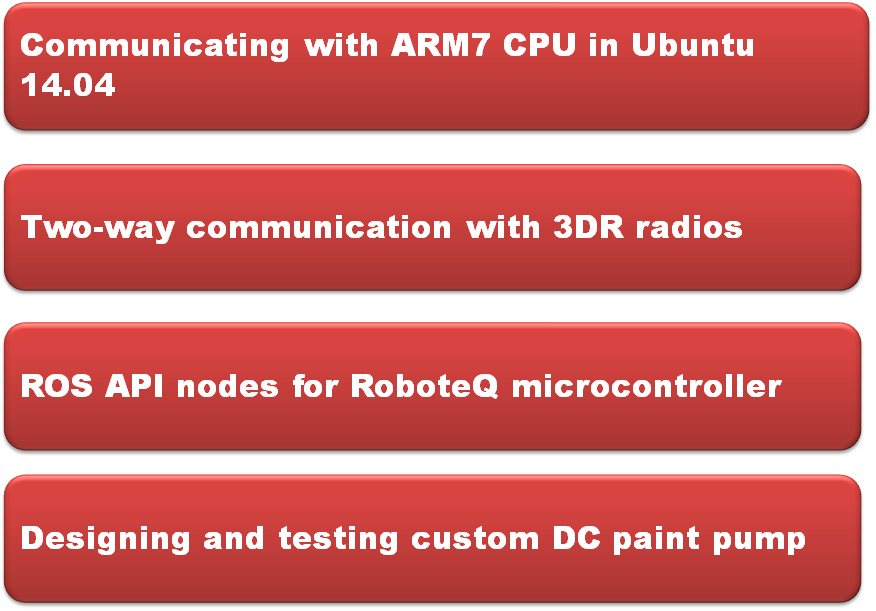 Communicating with ARM7 CPU in Ubuntu
14.04
Two-way communication with 3DR radios
ROS API nodes for RoboteQ microcontroller
Designing and testing custom DC paint pump